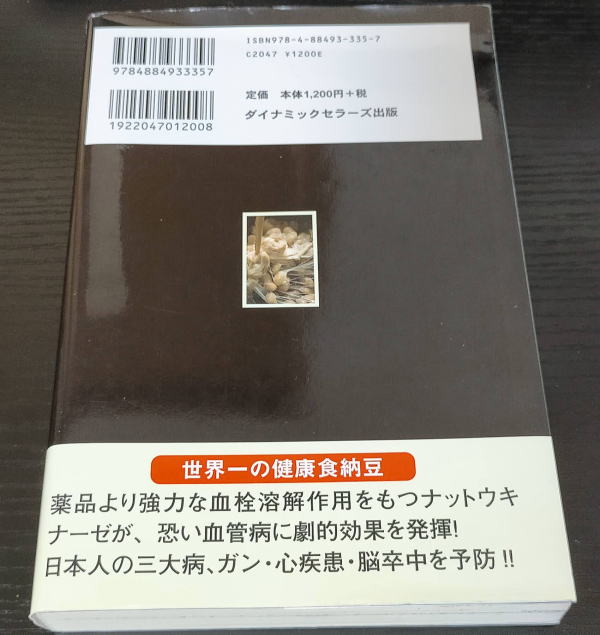 ISBN978-4-88493-335-7
C2047 ¥1200E
9784884933357
定価 本体1,200円+税
ダイナミックセラーズ出版
1922047012008
世界一の健康食納豆
薬品より強力な血栓溶解作用をもつナットウキ
ナーゼが、恐い血管病に劇的効果を発揮!
日本人の三大病、ガン・心疾患・脳卒中を予防!!